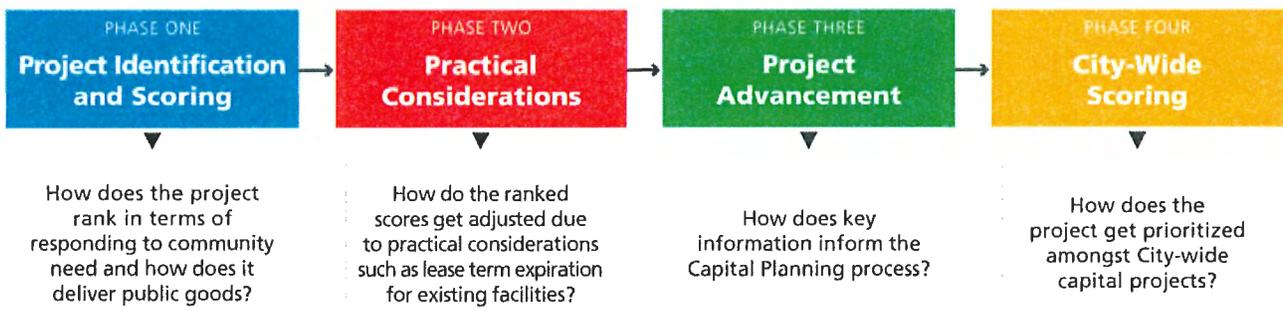 PHASE ONE
Project Identification
and Scoring
How does the project
rank in terms of
responding to community
need and how does it
deliver public goods?
PHASE TWO
Practical
Considerations
How do the ranked
scores get adjusted due
to practical considerations
such as lease term expiration
for existing facilities?
PHASE THREE
Project
Advancement
How does key
information inform the
Capital Planning process?
PHASE FOUR
City-Wide
Scoring
How does the
project get prioritized
amongst City-wide
capital projects?